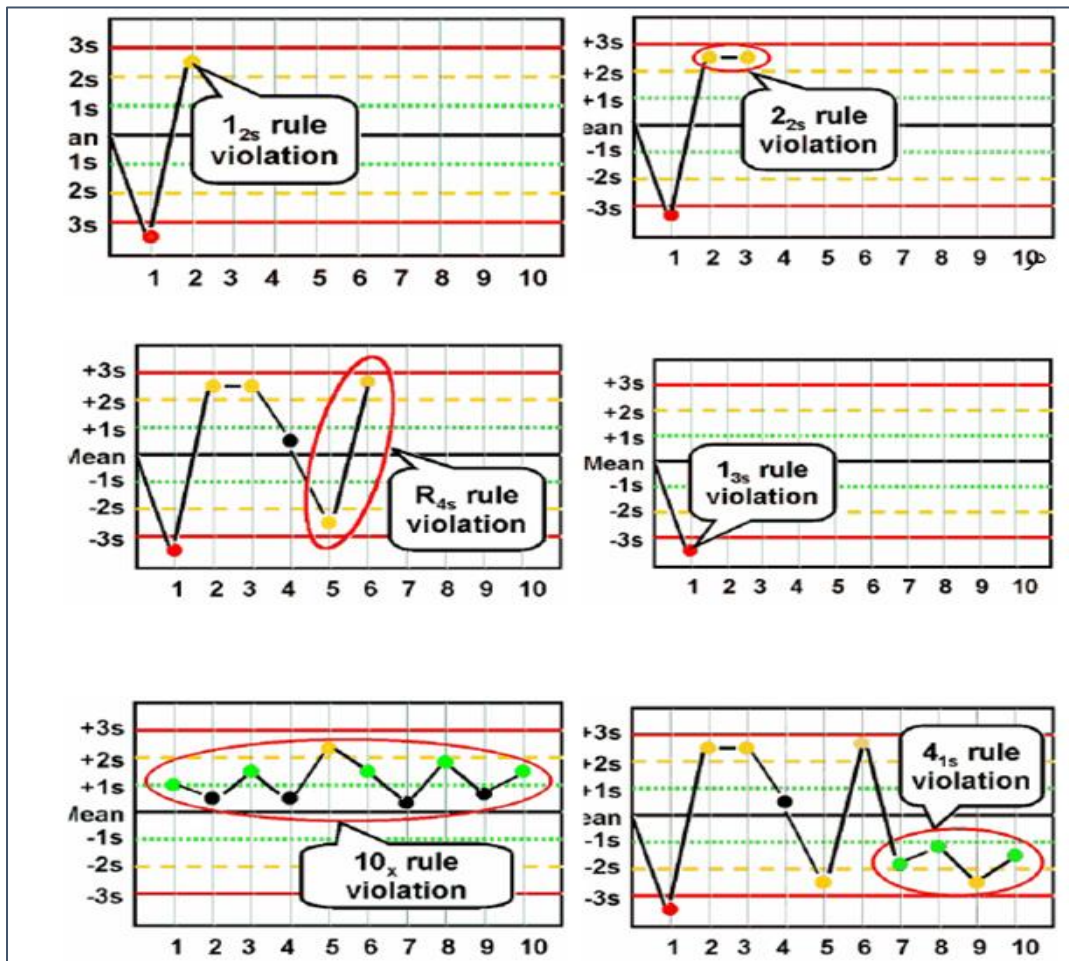 3s
2s
1s
an
1s
2s
3s
1₂ₛ rule
violation
1 2 3 4 5 6 7 8 9 10
+3s
+2s
+1s
ean
-1s
-2s
-3s
2₂ₛ rule
violation
1 2 3 4 5 6 7 8 9 10
+3s
+2s
+1s
Mean
-1s
-2s
-3s
R₄ₛ rule
violation
1 2 3 4 5 6 7 8 9 10
+3s
+2s
+1s
Mean
-1s
-2s
-3s
1₃ₛ rule
violation
1 2 3 4 5 6 7 8 9 10
+3s
+2s
+1s
Mean
-1s
-2s
-3s
10ₓ rule
violation
1 2 3 4 5 6 7 8 9 10
+3s
+2s
+1s
ean
-1s
-2s
-3s
4₁ₛ rule
violation
1 2 3 4 5 6 7 8 9 10